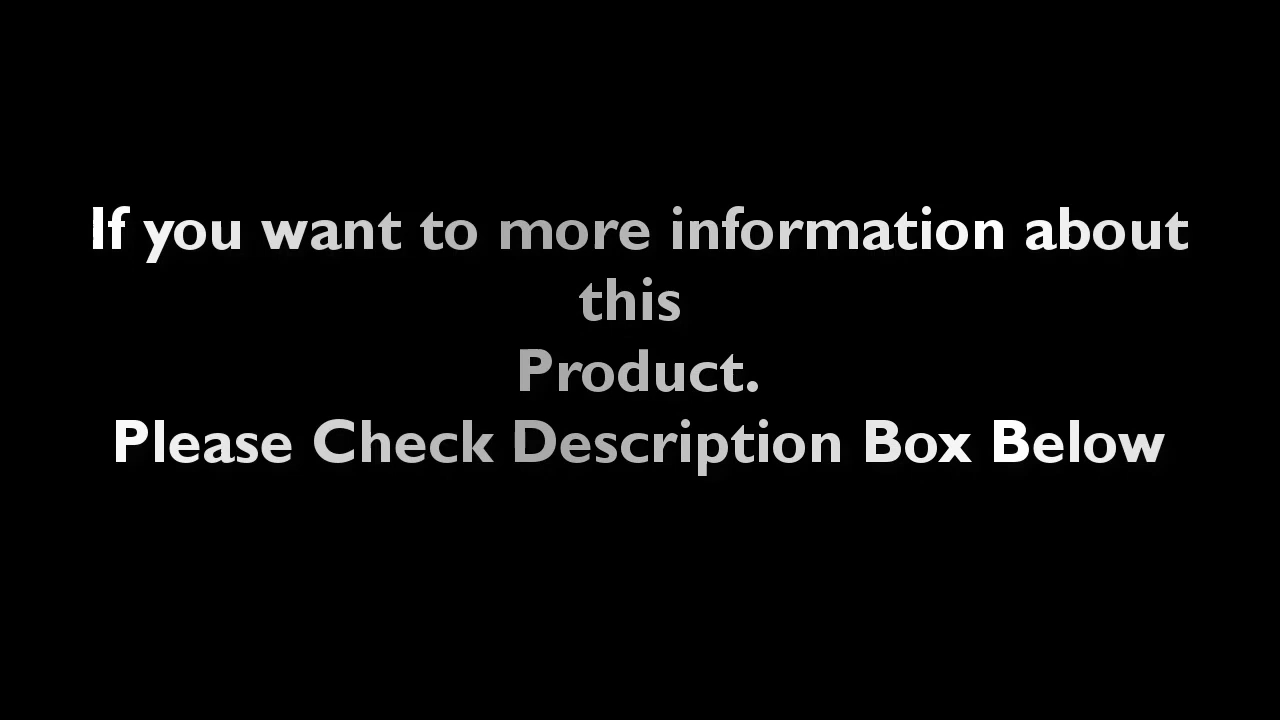 If you want to more information about
this
Product.
Please Check Description Box Below